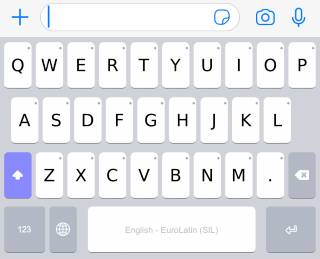 Q W E R T Y U I O P
A S D F G H J K L
Z X C V B N M .
123 English - EuroLatin (SIL)